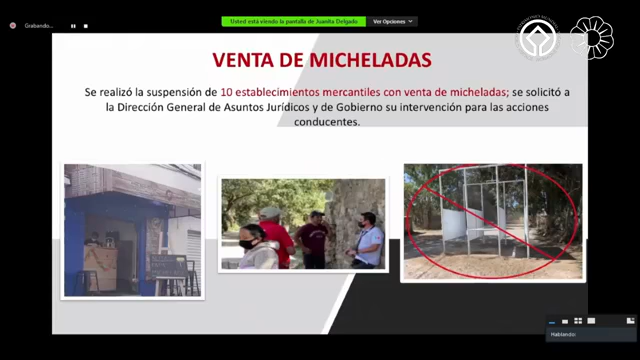 Grabando...
Usted está viendo la pantalla de Juanita Delgado
Ver Opciones
VENTA DE MICHELADAS
Se realizó la suspensión de 10 establecimientos mercantiles con venta de micheladas; se solicitó a
la Dirección General de Asuntos Jurídicos y de Gobierno su intervención para las acciones
conducentes.
Hablando: